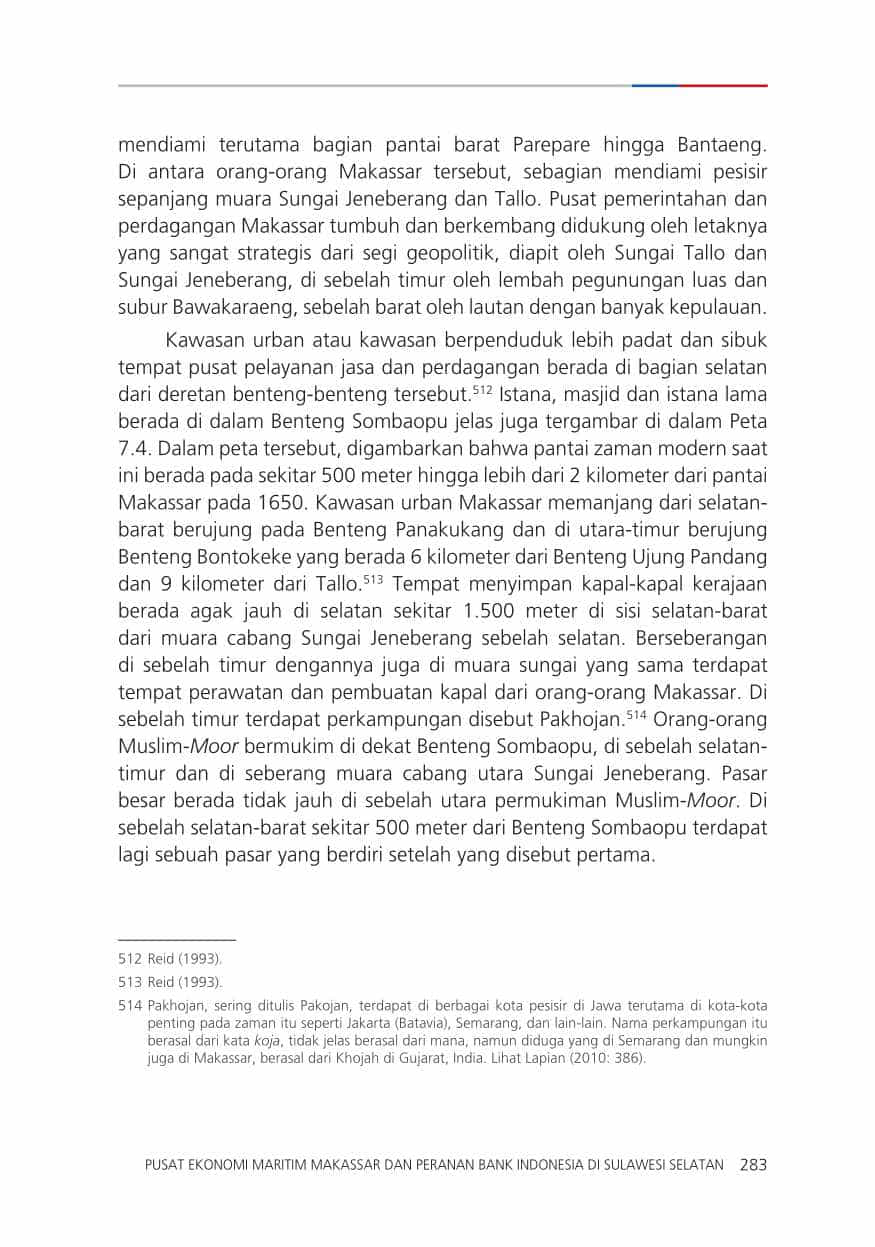 mendiami terutama bagian pantai barat Parepare hingga Bantaeng.
Di antara orang-orang Makassar tersebut, sebagian mendiami pesisir
sepanjang muara Sungai Jeneberang dan Tallo. Pusat pemerintahan dan
perdagangan Makassar tumbuh dan berkembang didukung oleh letaknya
yang sangat strategis dari segi geopolitik, diapit oleh Sungai Tallo dan
Sungai Jeneberang, di sebelah timur oleh lembah pegunungan luas dan
subur Bawakaraeng, sebelah barat oleh lautan dengan banyak kepulauan.
Kawasan urban atau kawasan berpenduduk lebih padat dan sibuk
tempat pusat pelayanan jasa dan perdagangan berada di bagian selatan
dari deretan benteng-benteng tersebut.512 Istana, masjid dan istana lama
berada di dalam Benteng Sombaopu jelas juga tergambar di dalam Peta
7.4. Dalam peta tersebut, digambarkan bahwa pantai zaman modern saat
ini berada pada sekitar 500 meter hingga lebih dari 2 kilometer dari pantai
Makassar pada 1650. Kawasan urban Makassar memanjang dari selatan-
barat berujung pada Benteng Panakukang dan di utara-timur berujung
Benteng Bontokeke yang berada 6 kilometer dari Benteng Ujung Pandang
dan 9 kilometer dari Tallo.513 Tempat menyimpan kapal-kapal kerajaan
berada agak jauh di selatan sekitar 1.500 meter di sisi selatan-barat
dari muara cabang Sungai Jeneberang sebelah selatan. Berseberangan
di sebelah timur dengannya juga di muara sungai yang sama terdapat
tempat perawatan dan pembuatan kapal dari orang-orang Makassar. Di
sebelah timur terdapat perkampungan disebut Pakhojan.514 Orang-orang
Muslim-Moor bermukim di dekat Benteng Sombaopu, di sebelah selatan-
timur dan di seberang muara cabang utara Sungai Jeneberang. Pasar
besar berada tidak jauh di sebelah utara permukiman Muslim-Moor. Di
sebelah selatan-barat sekitar 500 meter dari Benteng Sombaopu terdapat
lagi sebuah pasar yang berdiri setelah yang disebut pertama.
512 Reid (1993).
513 Reid (1993).
514 Pakhojan, sering ditulis Pakojan, terdapat di berbagai kota pesisir di Jawa terutama di kota-kota
penting pada zaman itu seperti Jakarta (Batavia), Semarang, dan lain-lain. Nama perkampungan itu
berasal dari kata koja, tidak jelas berasal dari mana, namun diduga yang di Semarang dan mungkin
juga di Makassar, berasal dari Khojah di Gujarat, India. Lihat Lapian (2010: 386).
PUSAT EKONOMI MARITIM MAKASSAR DAN PERANAN BANK INDONESIA DI SULAWESI SELATAN 283